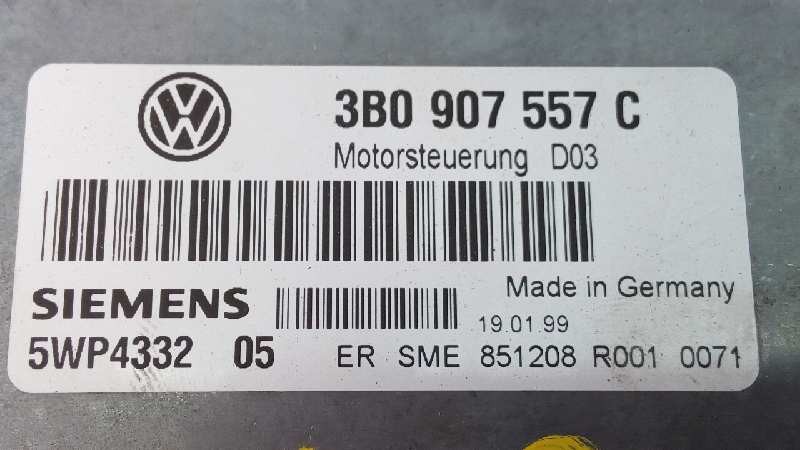 3B0 907 557 C
Motorsteuerung D03
SIEMENS
Made in Germany
19.01.99
5WP4332 05 ER SME 851208 R001 0071